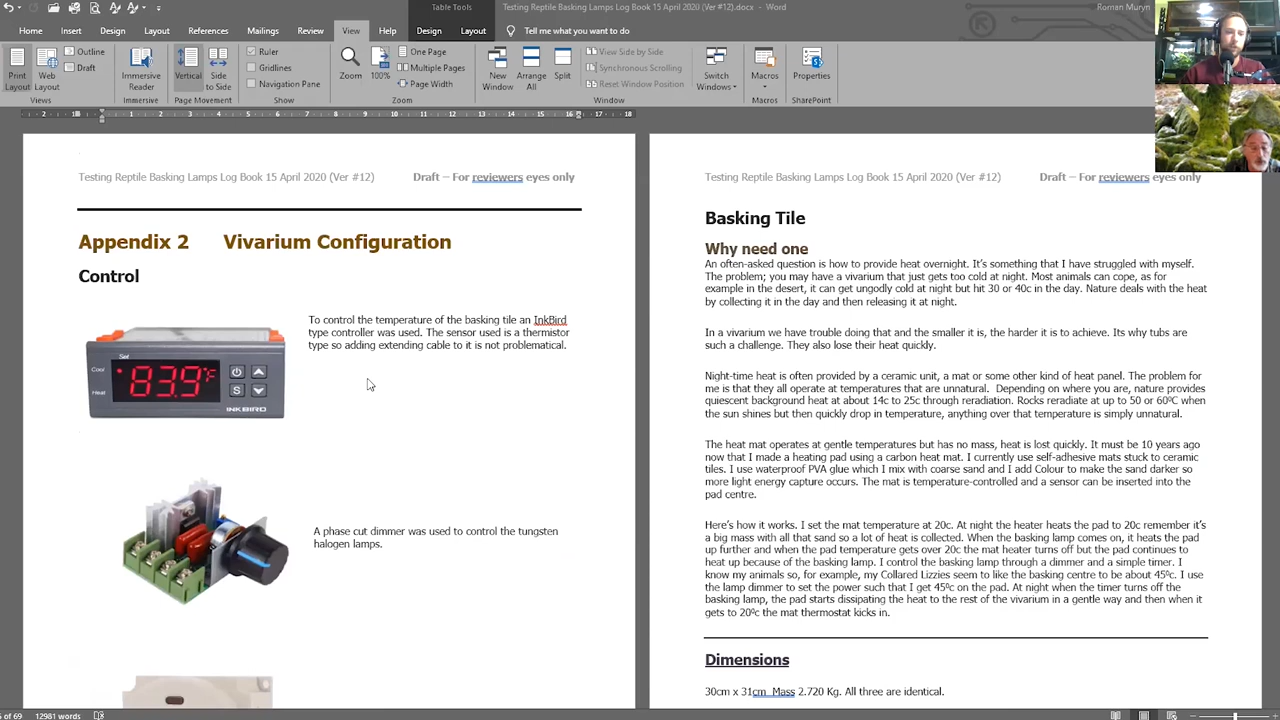 Table Tools
Testing Reptile Basking Lamps Log Book 15 April 2020 (Ver #12).docx - Word
Roman Muryn
Home Insert Design Layout References Mailings Review View Help Design Layout Tell me what you want to do
Print Layout
Web Layout
Outline
Draft
Views
Immersive Reader
Immersive
Vertical
Side to Side
Page Movement
Ruler
Gridlines
Navigation Pane
Show
Zoom
100%
One Page
Multiple Pages
Page Width
Zoom
New Window
Arrange All
Split
View Side by Side
Synchronous Scrolling
Reset Window Position
Window
Switch Windows
Macros
Macros
Properties
SharePoint
2 1 1 2 3 4 5 6 7 8 9 10 11 12 13 14 15 16 17 18
Testing Reptile Basking Lamps Log Book 15 April 2020 (Ver #12) Draft – For reviewers eyes only
Appendix 2 Vivarium Configuration
Control
To control the temperature of the basking tile an InkBird
type controller was used. The sensor used is a thermistor
type so adding extending cable to it is not problematical.
Set
Cool
Heat
83.9°F
S
INKBIRD
A phase cut dimmer was used to control the tungsten
halogen lamps.
Testing Reptile Basking Lamps Log Book 15 April 2020 (Ver #12) Draft – For reviewers eyes only
Basking Tile
Why need one
An often-asked question is how to provide heat overnight. It's something that I have struggled with myself.
The problem; you may have a vivarium that just gets too cold at night. Most animals can cope, as for
example in the desert, it can get ungodly cold at night but hit 30 or 40c in the day. Nature deals with the heat
by collecting it in the day and then releasing it at night.
In a vivarium we have trouble doing that and the smaller it is, the harder it is to achieve. Its why tubs are
such a challenge. They also lose their heat quickly.
Night-time heat is often provided by a ceramic unit, a mat or some other kind of heat panel. The problem for
me is that they all operate at temperatures that are unnatural. Depending on where you are, nature provides
quiescent background heat at about 14c to 25c through reradiation. Rocks reradiate at up to 50 or 60ºC when
the sun shines but then quickly drop in temperature, anything over that temperature is simply unnatural.
The heat mat operates at gentle temperatures but has no mass, heat is lost quickly. It must be 10 years ago
now that I made a heating pad using a carbon heat mat. I currently use self-adhesive mats stuck to ceramic
tiles. I use waterproof PVA glue which I mix with coarse sand and I add Colour to make the sand darker so
more light energy capture occurs. The mat is temperature-controlled and a sensor can be inserted into the
pad centre.
Here's how it works. I set the mat temperature at 20c. At night the heater heats the pad to 20c remember it's
a big mass with all that sand so a lot of heat is collected. When the basking lamp comes on, it heats the pad
up further and when the pad temperature gets over 20c the mat heater turns off but the pad continues to
heat up because of the basking lamp. I control the basking lamp through a dimmer and a simple timer. I
know my animals so, for example, my Collared Lizzies seem to like the basking centre to be about 45ºc. I use
the lamp dimmer to set the power such that I get 45ºc on the pad. At night when the timer turns off the
basking lamp, the pad starts dissipating the heat to the rest of the vivarium in a gentle way and then when it
gets to 20ºc the mat thermostat kicks in.
Dimensions
30cm x 31cm Mass 2.720 Kg. All three are identical.
of 69 12981 words